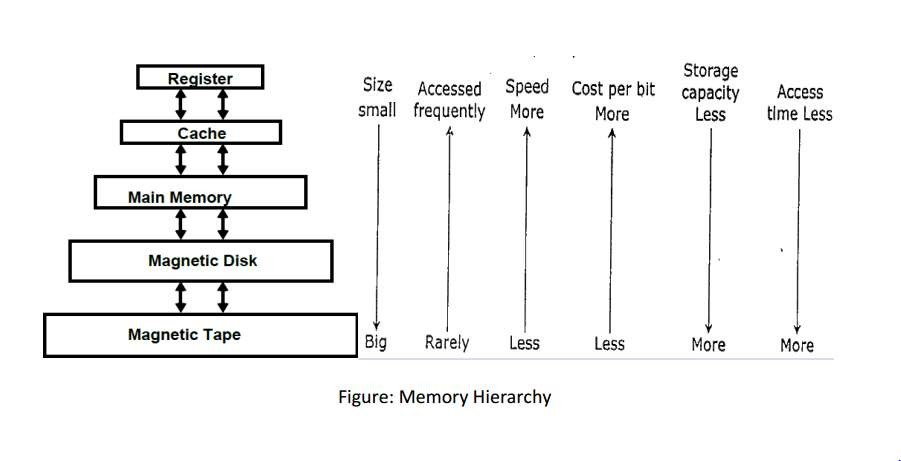 Register
Cache
Main Memory
Magnetic Disk
Magnetic Tape
Size
small
Accessed
frequently
Speed
More
Cost per bit
More
Storage
capacity
Less
Access
time Less
Big
Rarely
Less
Less
More
More
Figure: Memory Hierarchy